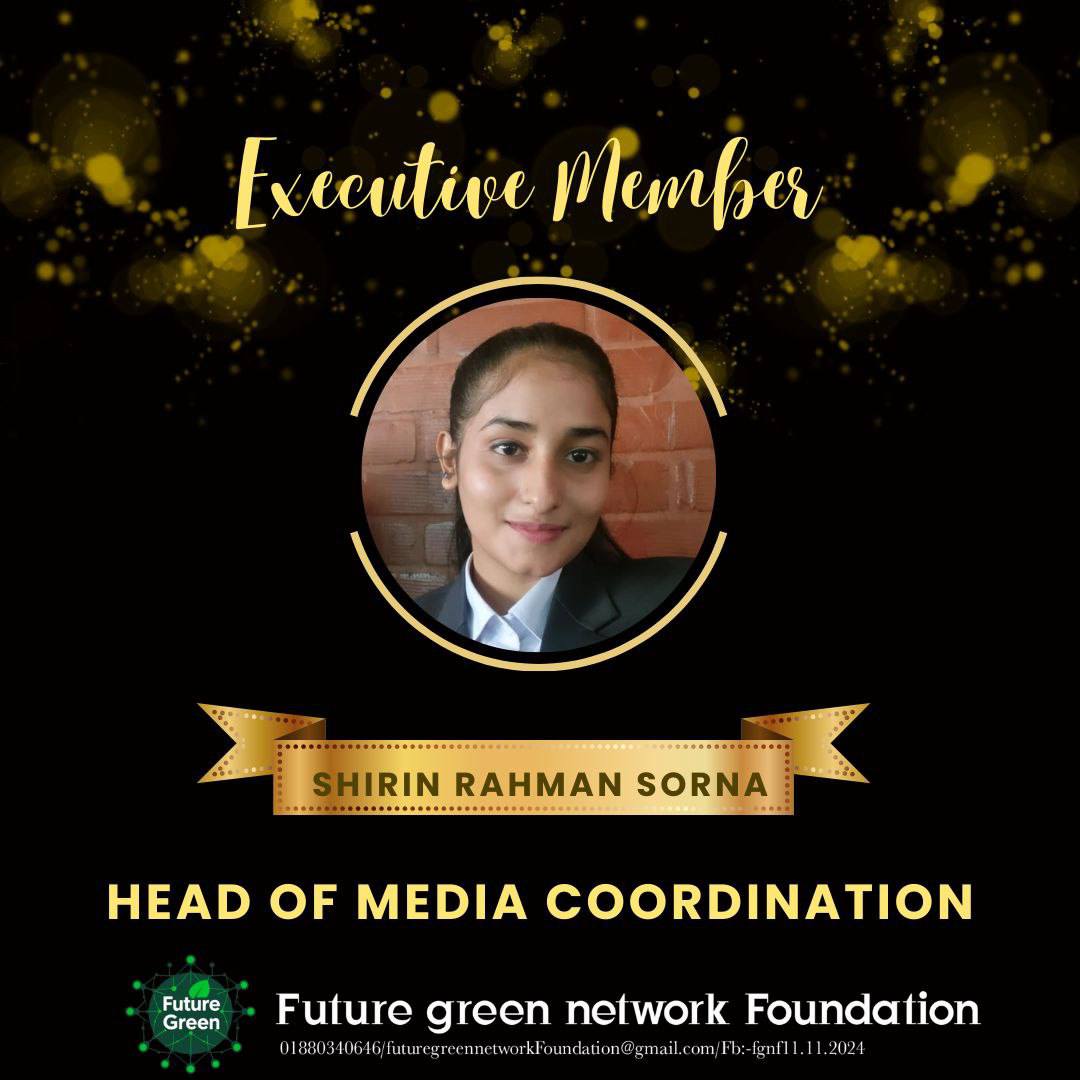 Executive Member
SHIRIN RAHMAN SORNA
HEAD OF MEDIA COORDINATION
Future
Green
Future green network Foundation
01880340646/futuregreennetworkFoundation@gmail.com/Fb:-fgnf11.11.2024